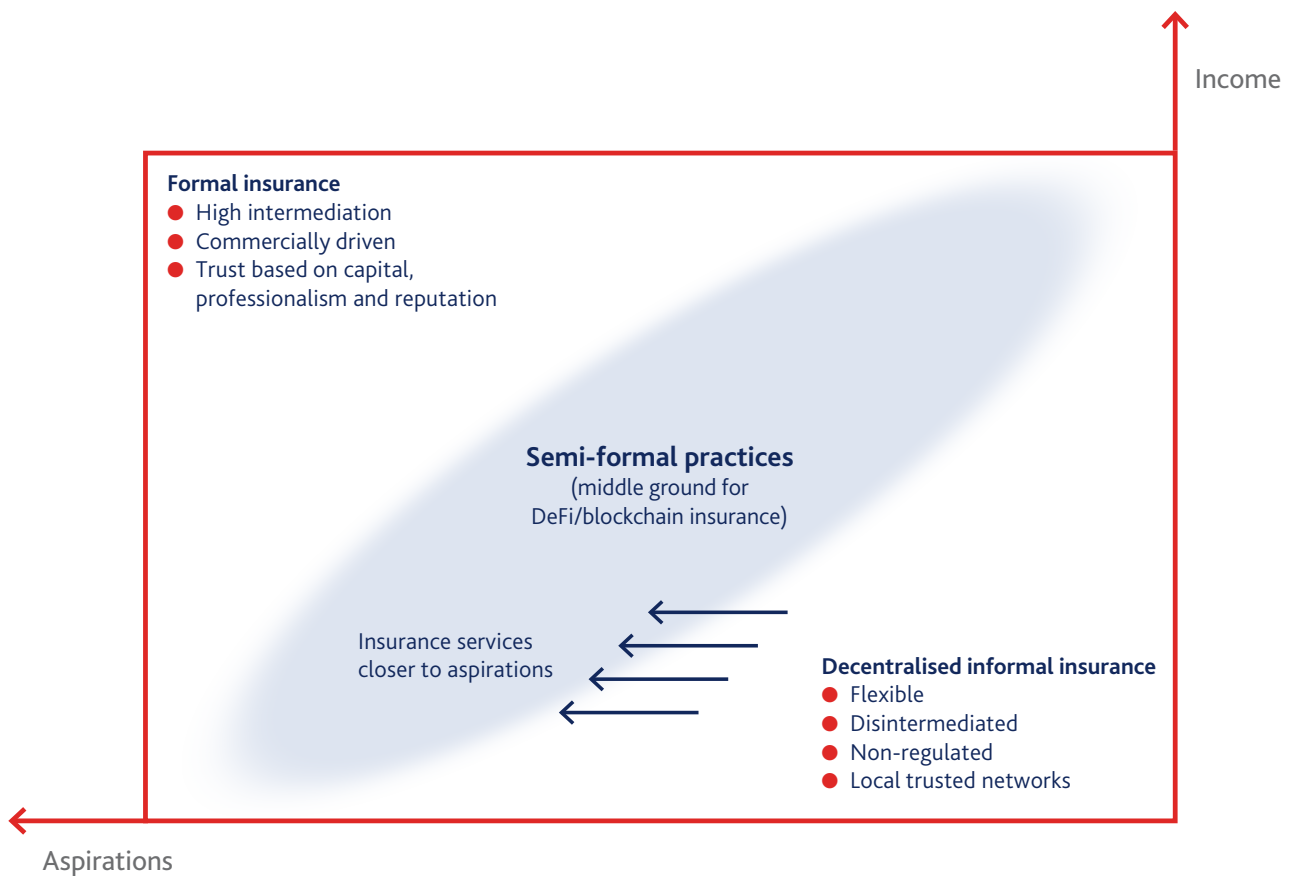 Income
Formal insurance
High intermediation
Commercially driven
Trust based on capital,
professionalism and reputation
Semi-formal practices
(middle ground for
DeFi/blockchain insurance)
Insurance services
closer to aspirations
Decentralised informal insurance
Flexible
Disintermediated
Non-regulated
Local trusted networks
Aspirations